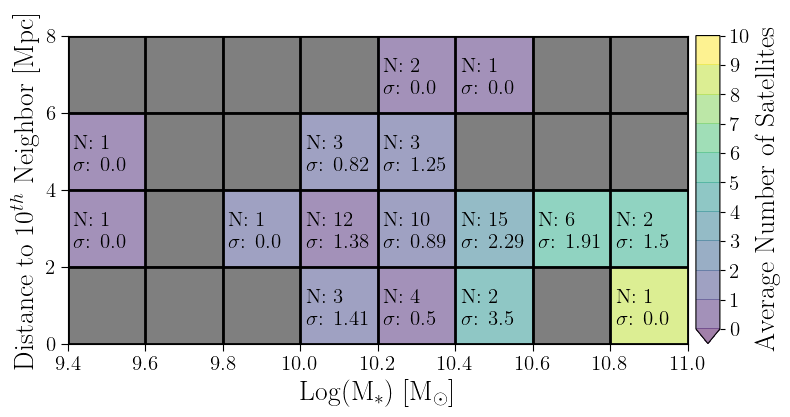 8
6
4
2
0
Distance to 10^{th} Neighbor [Mpc]
N: 2
σ: 0.0
N: 1
σ: 0.0
N: 1
σ: 0.0
N: 3
σ: 0.82
N: 3
σ: 1.25
N: 1
σ: 0.0
N: 1
σ: 0.0
N: 12
σ: 1.38
N: 10
σ: 0.89
N: 15
σ: 2.29
N: 6
σ: 1.91
N: 2
σ: 1.5
N: 3
σ: 1.41
N: 4
σ: 0.5
N: 2
σ: 3.5
N: 1
σ: 0.0
9.4 9.6 9.8 10.0 10.2 10.4 10.6 10.8 11.0
Log(M_*) [M_⊙]
10
9
8
7
6
5
4
3
2
1
0
Average Number of Satellites